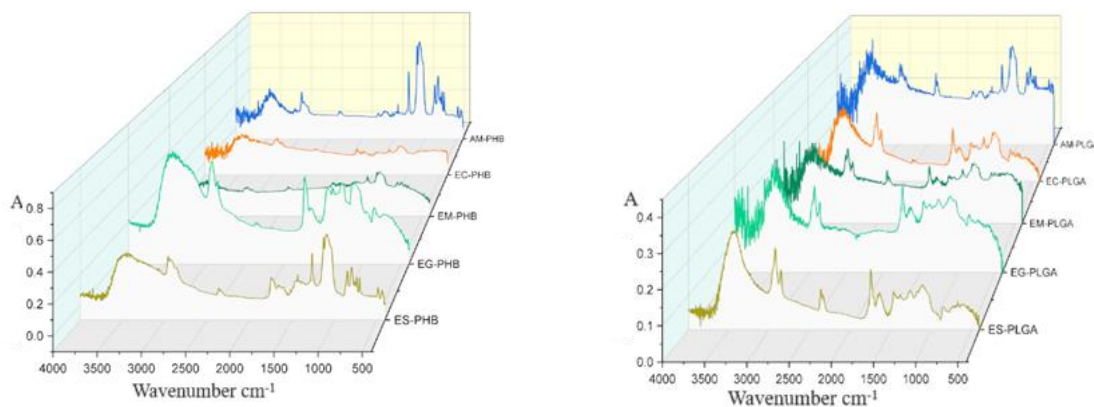 AM-PHB
EC-PHB
EM-PHB
EG-PHB
ES-PHB
A
0.8
0.6
0.4
0.2
0.0
4000 3500 3000 2500 2000 1500 1000 500
Wavenumber cm-1
AM-PLGA
EC-PLGA
EM-PLGA
EG-PLGA
ES-PLGA
A
0.4
0.3
0.2
0.1
0.0
4000 3500 3000 2500 2000 1500 1000 500
Wavenumber cm-1